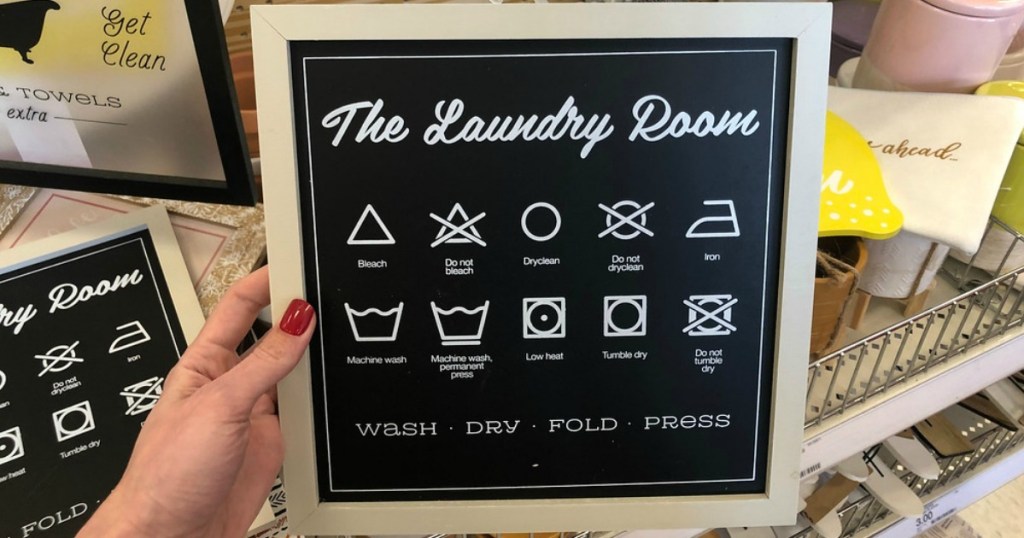 Get
Clean
& TOWELS
extra
The Laundry Room
Bleach
Do not
bleach
Dryclean
Do not
dryclean
Iron
Machine wash
Machine wash,
permanent
press
Low heat
Tumble dry
Do not
tumble
dry
WASH · DRY · FOLD · PRESS
Room
Do not
dryclean
Iron
heat
Tumble dry
FOLD ·
ahead...
3.00